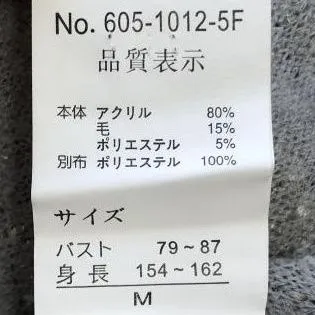 No. 605-1012-5F
品質表示
本体 アクリル 80%
毛 15%
ポリエステル 5%
別布 ポリエステル 100%
サイズ
バスト 79~87
身長 154~162
M